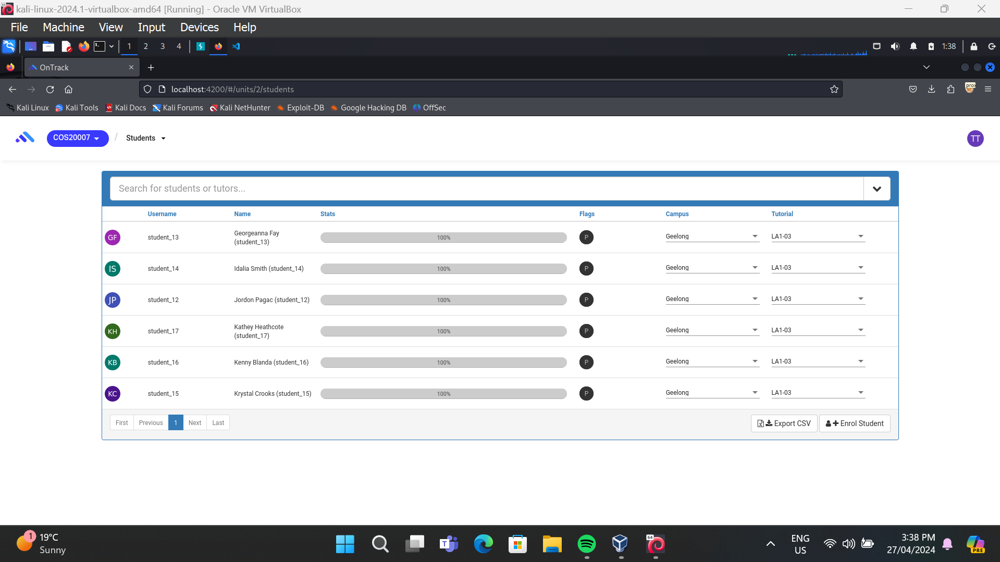 kali-linux-2024.1-virtualbox-amd64 [Running] - Oracle VM VirtualBox
File Machine View Input Devices Help
1 2 3 4 1:38
OnTrack
localhost:4200/#/units/2/students
Kali Linux Kali Tools Kali Docs Kali Forums Kali NetHunter Exploit-DB Google Hacking DB OffSec
COS20007 / Students TT
Search for students or tutors...
Username Name Stats Flags Campus Tutorial
GF student_13 Georgeanna Fay (student_13) 100% P Geelong LA1-03
IS student_14 Idalia Smith (student_14) 100% P Geelong LA1-03
JP student_12 Jordon Pagac (student_12) 100% P Geelong LA1-03
KH student_17 Kathey Heathcote (student_17) 100% P Geelong LA1-03
KB student_16 Kenny Blanda (student_16) 100% P Geelong LA1-03
KC student_15 Krystal Crooks (student_15) 100% P Geelong LA1-03
First Previous 1 Next Last Export CSV Enrol Student
1 19°C
Sunny
64
ENG
US
3:38 PM
27/04/2024
PRE